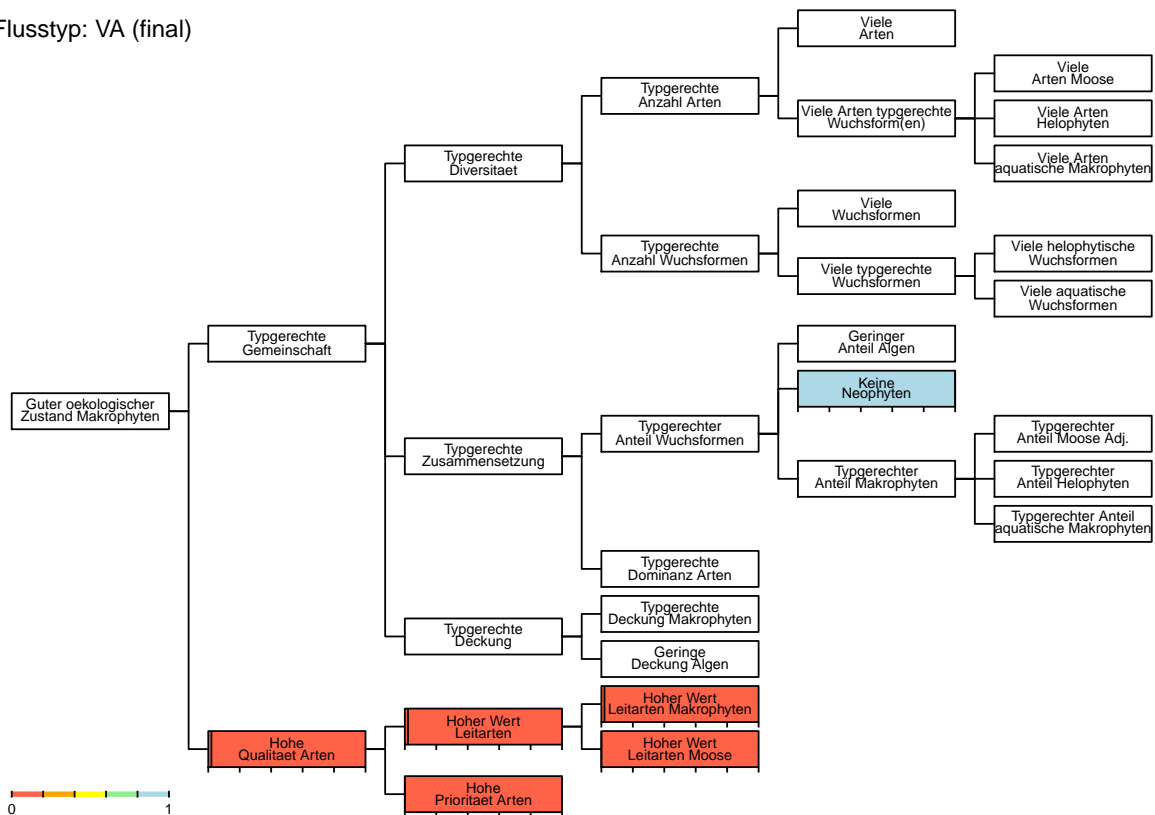 Flusstyp: VA (final)
Viele
Arten
Viele
Arten Moose
Typgerechte
Anzahl Arten
Viele Arten typgerechte
Wuchsform(en)
Viele Arten
Helophyten
Viele Arten
aquatische Makrophyten
Typgerechte
Diversitaet
Viele
Wuchsformen
Typgerechte
Anzahl Wuchsformen
Viele helophytische
Wuchsformen
Viele typgerechte
Wuchsformen
Viele aquatische
Wuchsformen
Typgerechte
Gemeinschaft
Geringer
Anteil Algen
Keine
Neophyten
Guter oekologischer
Zustand Makrophyten
Typgerechter
Anteil Wuchsformen
Typgerechter
Anteil Moose Adj.
Typgerechte
Zusammensetzung
Typgerechter
Anteil Makrophyten
Typgerechter
Anteil Helophyten
Typgerechter Anteil
aquatische Makrophyten
Typgerechte
Dominanz Arten
Typgerechte
Deckung Makrophyten
Typgerechte
Deckung
Geringe
Deckung Algen
Hoher Wert
Leitarten Makrophyten
Hoher Wert
Leitarten
Hohe
Qualitaet Arten
Hoher Wert
Leitarten Moose
Hohe
Prioritaet Arten
0 1